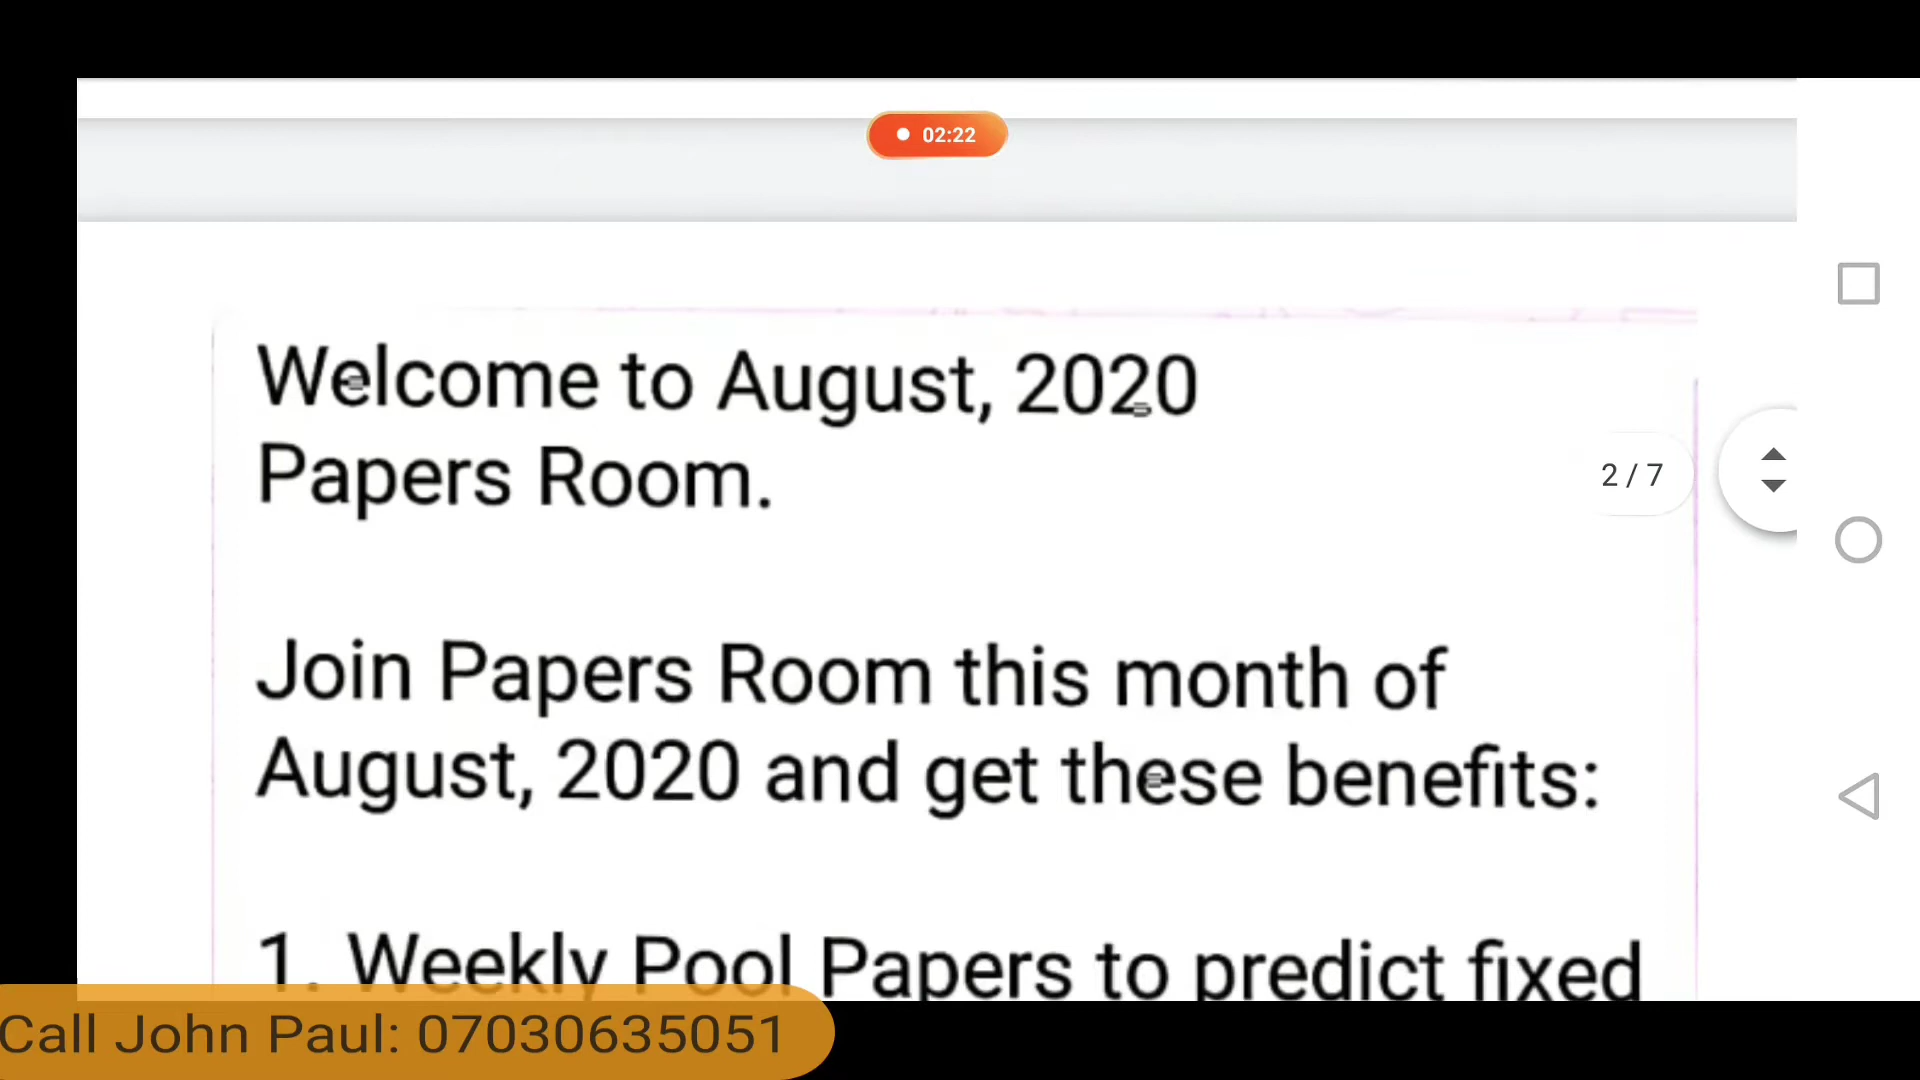 02:22
Welcome to August, 2020
Papers Room.
2 / 7
Join Papers Room this month of
August, 2020 and get these benefits:
1. Weekly Pool Papers to predict fixed
Call John Paul: 07030635051